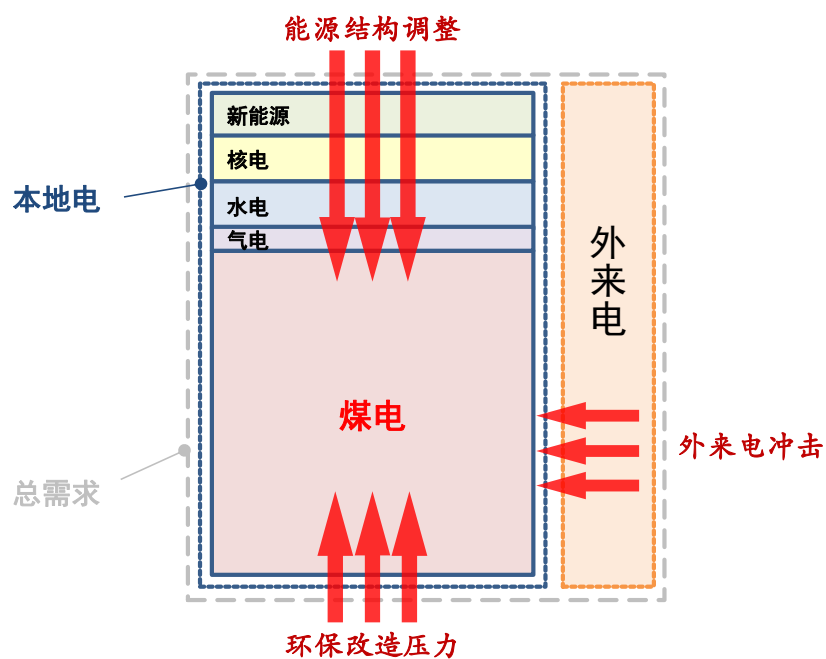 能源结构调整
新能源
核电
本地电
水电
气电
外来电
煤电
外来电冲击
总需求
环保改造压力